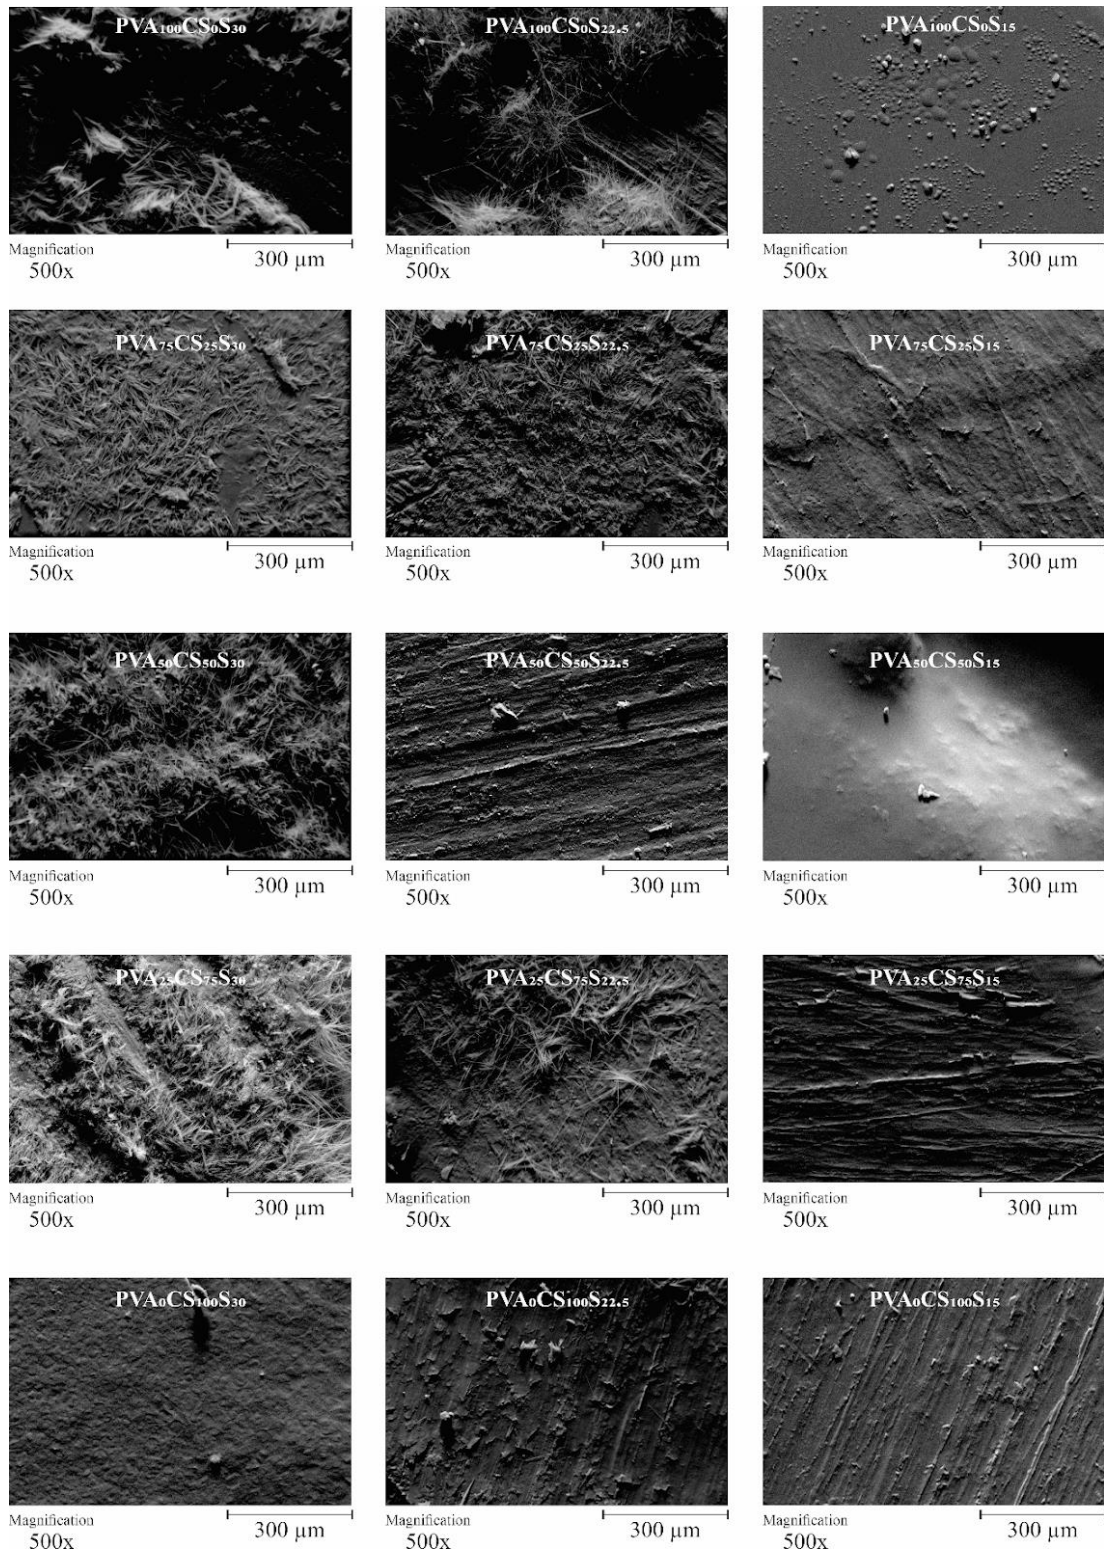 PVA₁₀₀CS₀S₃₀
PVA₁₀₀CS₀S₂₂.₅
PVA₁₀₀CS₀S₁₅
Magnification
500x
300 µm
Magnification
500x
300 µm
Magnification
500x
300 µm
PVA₇₅CS₂₅S₃₀
PVA₇₅CS₂₅S₂₂.₅
PVA₇₅CS₂₅S₁₅
Magnification
500x
300 µm
Magnification
500x
300 µm
Magnification
500x
300 µm
PVA₅₀CS₅₀S₃₀
PVA₅₀CS₅₀S₂₂.₅
PVA₅₀CS₅₀S₁₅
Magnification
500x
300 µm
Magnification
500x
300 µm
Magnification
500x
300 µm
PVA₂₅CS₇₅S₃₀
PVA₂₅CS₇₅S₂₂.₅
PVA₂₅CS₇₅S₁₅
Magnification
500x
300 µm
Magnification
500x
300 µm
Magnification
500x
300 µm
PVA₀CS₁₀₀S₃₀
PVA₀CS₁₀₀S₂₂.₅
PVA₀CS₁₀₀S₁₅
Magnification
500x
300 µm
Magnification
500x
300 µm
Magnification
500x
300 µm